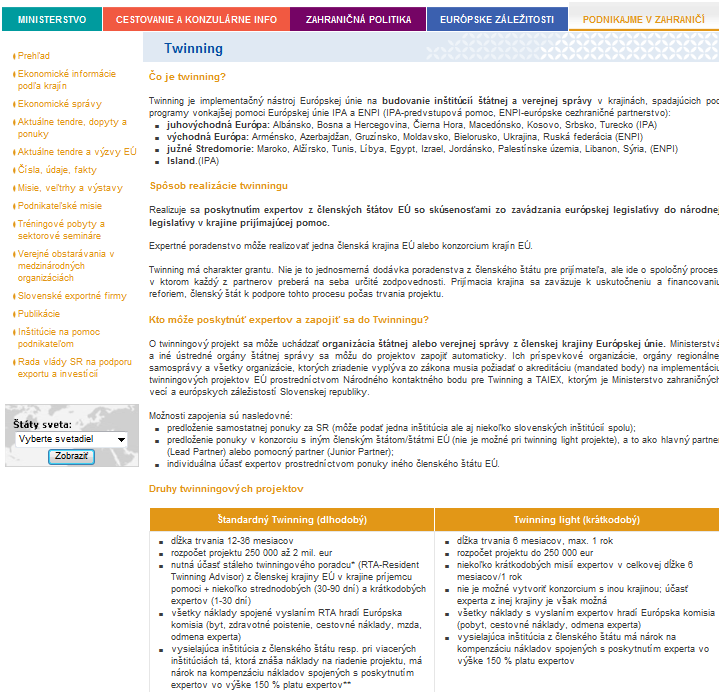 MINISTERSTVO
CESTOVANIE A KONZULÁRNE INFO
ZAHRANIČNÁ POLITIKA
EURÓPSKE ZÁLEŽITOSTI
PODNIKAJME V ZAHRANIČÍ
Prehľad
Ekonomické informácie
podľa krajín
Ekonomické správy
Aktuálne tendre, dopyty a
ponuky
Aktuálne tendre a výzvy EÚ
Čísla, údaje, fakty
Misie, veľtrhy a výstavy
Podnikateľské misie
Tréningové pobyty a
sektorové semináre
Verejné obstarávania v
medzinárodných
organizáciách
Slovenské exportné firmy
Publikácie
Inštitúcie na pomoc
podnikateľom
Rada vlády SR na podporu
exportu a investícií
Štáty sveta:
Vyberte svetadiel
Zobraziť
Twinning
Čo je twinning?
Twinning je implementačný nástroj Európskej únie na budovanie inštitúcií štátnej a verejnej správy v krajinách, spadajúcich pod
programy vonkajšej pomoci Európskej únie IPA a ENPI (IPA-predvstupová pomoc, ENPI-európske cezhraničné partnerstvo):
juhovýchodná Európa: Albánsko, Bosna a Hercegovina, Čierna Hora, Macedónsko, Kosovo, Srbsko, Turecko (IPA)
východná Európa: Arménsko, Azerbajdžan, Gruzínsko, Moldavsko, Bielorusko, Ukrajina, Ruská federácia (ENPI)
južné Stredomorie: Maroko, Alžírsko, Tunis, Líbya, Egypt, Izrael, Jordánsko, Palestínske územia, Libanon, Sýria, (ENPI)
Island.(IPA)
Spôsob realizácie twinningu
Realizuje sa poskytnutím expertov z členských štátov EÚ so skúsenosťami zo zavádzania európskej legislatívy do národnej
legislatívy v krajine prijímajúcej pomoc.
Expertné poradenstvo môže realizovať jedna členská krajina EÚ alebo konzorcium krajín EÚ.
Twinning má charakter grantu. Nie je to jednosmerná dodávka poradenstva z členského štátu pre prijímateľa, ale ide o spoločný proces
v ktorom každý z partnerov preberá na seba určité zodpovednosti. Prijímacia krajina sa zaväzuje k uskutočneniu a financovaniu
reforiem, členský štát k podpore tohto procesu počas trvania projektu.
Kto môže poskytnúť expertov a zapojiť sa do Twinningu?
O twinningový projekt sa môže uchádzať organizácia štátnej alebo verejnej správy z členskej krajiny Európskej únie. Ministerstvá
a iné ústredné orgány štátnej správy sa môžu do projektov zapojiť automaticky. Ich príspevkové organizácie, orgány regionálnej
samosprávy a všetky organizácie, ktorých zriadenie vyplýva zo zákona musia požiadať o akreditáciu (mandated body) na implementáciu
twinningových projektov EÚ prostredníctvom Národného kontaktného bodu pre Twinning a TAIEX, ktorým je Ministerstvo zahraničných
vecí a európskych záležitostí Slovenskej republiky.
Možnosti zapojenia sú nasledovné:
predloženie samostatnej ponuky za SR (môže podať jedna inštitúcia ale aj niekoľko slovenských inštitúcií spolu);
predloženie ponuky v konzorciu s iným členským štátom/štátmi EÚ (nie je možné pri twinning light projekte), a to ako hlavný partner
(Lead Partner) alebo pomocný partner (Junior Partner);
individuálna účasť expertov prostredníctvom ponuky iného členského štátu EÚ.
Druhy twinningových projektov
Štandardný Twinning (dlhodobý)
dĺžka trvania 12-36 mesiacov
rozpočet projektu 250 000 až 2 mil. eur
nutná účasť stáleho twinningového poradcu* (RTA-Resident
Twinning Advisor) z členskej krajiny EÚ v krajine príjemcu
pomoci + niekoľko strednodobých (30-90 dní) a krátkodobých
expertov (1-30 dní)
všetky náklady spojené vyslaním RTA hradí Európska
komisia (byt, zdravotné poistenie, cestovné náklady, mzda,
odmena experta)
vysielajúca inštitúcia z členského štátu resp. pri viacerých
inštitúciách tá, ktorá znáša náklady na riadenie projektu, má
nárok na kompenzáciu nákladov spojených s poskytnutím
expertov vo výške 150 % platu expertov**
Twinning light (krátkodobý)
dĺžka trvania 6 mesiacov, max. 1 rok
rozpočet projektu do 250 000 eur
niekoľko krátkodobých misií expertov v celkovej dĺžke 6
mesiacov/1 rok
nie je možné vytvoriť konzorcium s inou krajinou; účasť
experta z inej krajiny je však možná
všetky náklady s vyslaním expertov hradí Európska komisia
(pobyt, cestovné náklady, odmena experta)
vysielajúca inštitúcia z členského štátu má nárok na
kompenzáciu nákladov spojených s poskytnutím experta vo
výške 150 % platu expertov